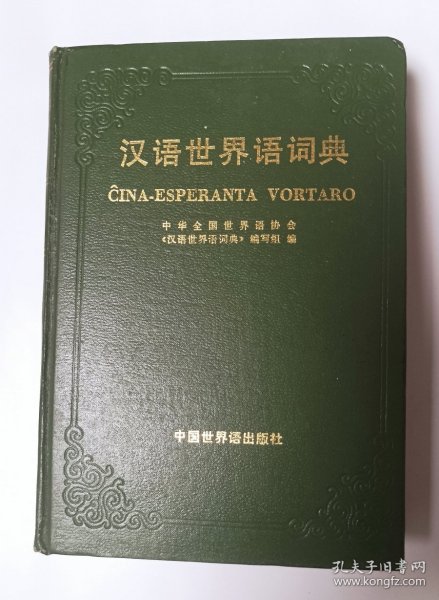 汉语世界语词典
ĈINA-ESPERANTA VORTARO
中华全国世界语协会
《汉语世界语词典》编写组 编
中国世界语出版社
孔夫子旧书网
www.kongfz.com